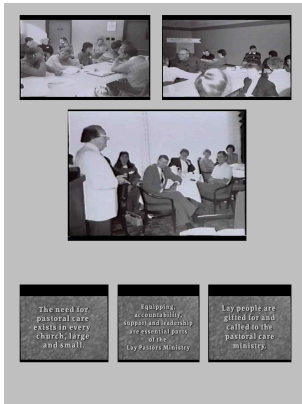 The need for
pastoral care
exists in every
church, large
and small.
Equipping,
accountability,
support and leadership
are essential parts
of the
Lay Pastors Ministry
Lay people are
gifted for and
called to the
pastoral care
ministry.